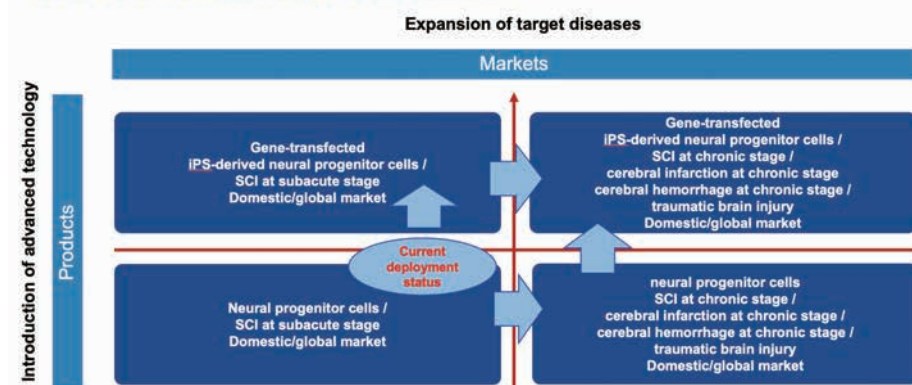 Expansion of target diseases
Markets
Introduction of advanced technology
Products
Gene-transfected
iPS-derived neural progenitor cells /
SCI at subacute stage
Domestic/global market
Gene-transfected
iPS-derived neural progenitor cells /
SCI at chronic stage /
cerebral infarction at chronic stage
cerebral hemorrhage at chronic stage /
traumatic brain injury
Domestic/global market
Current
deployment
status
Neural progenitor cells /
SCI at subacute stage
Domestic/global market
neural progenitor cells
SCI at chronic stage /
cerebral infarction at chronic stage /
cerebral hemorrhage at chronic stage /
traumatic brain injury
Domestic/global market